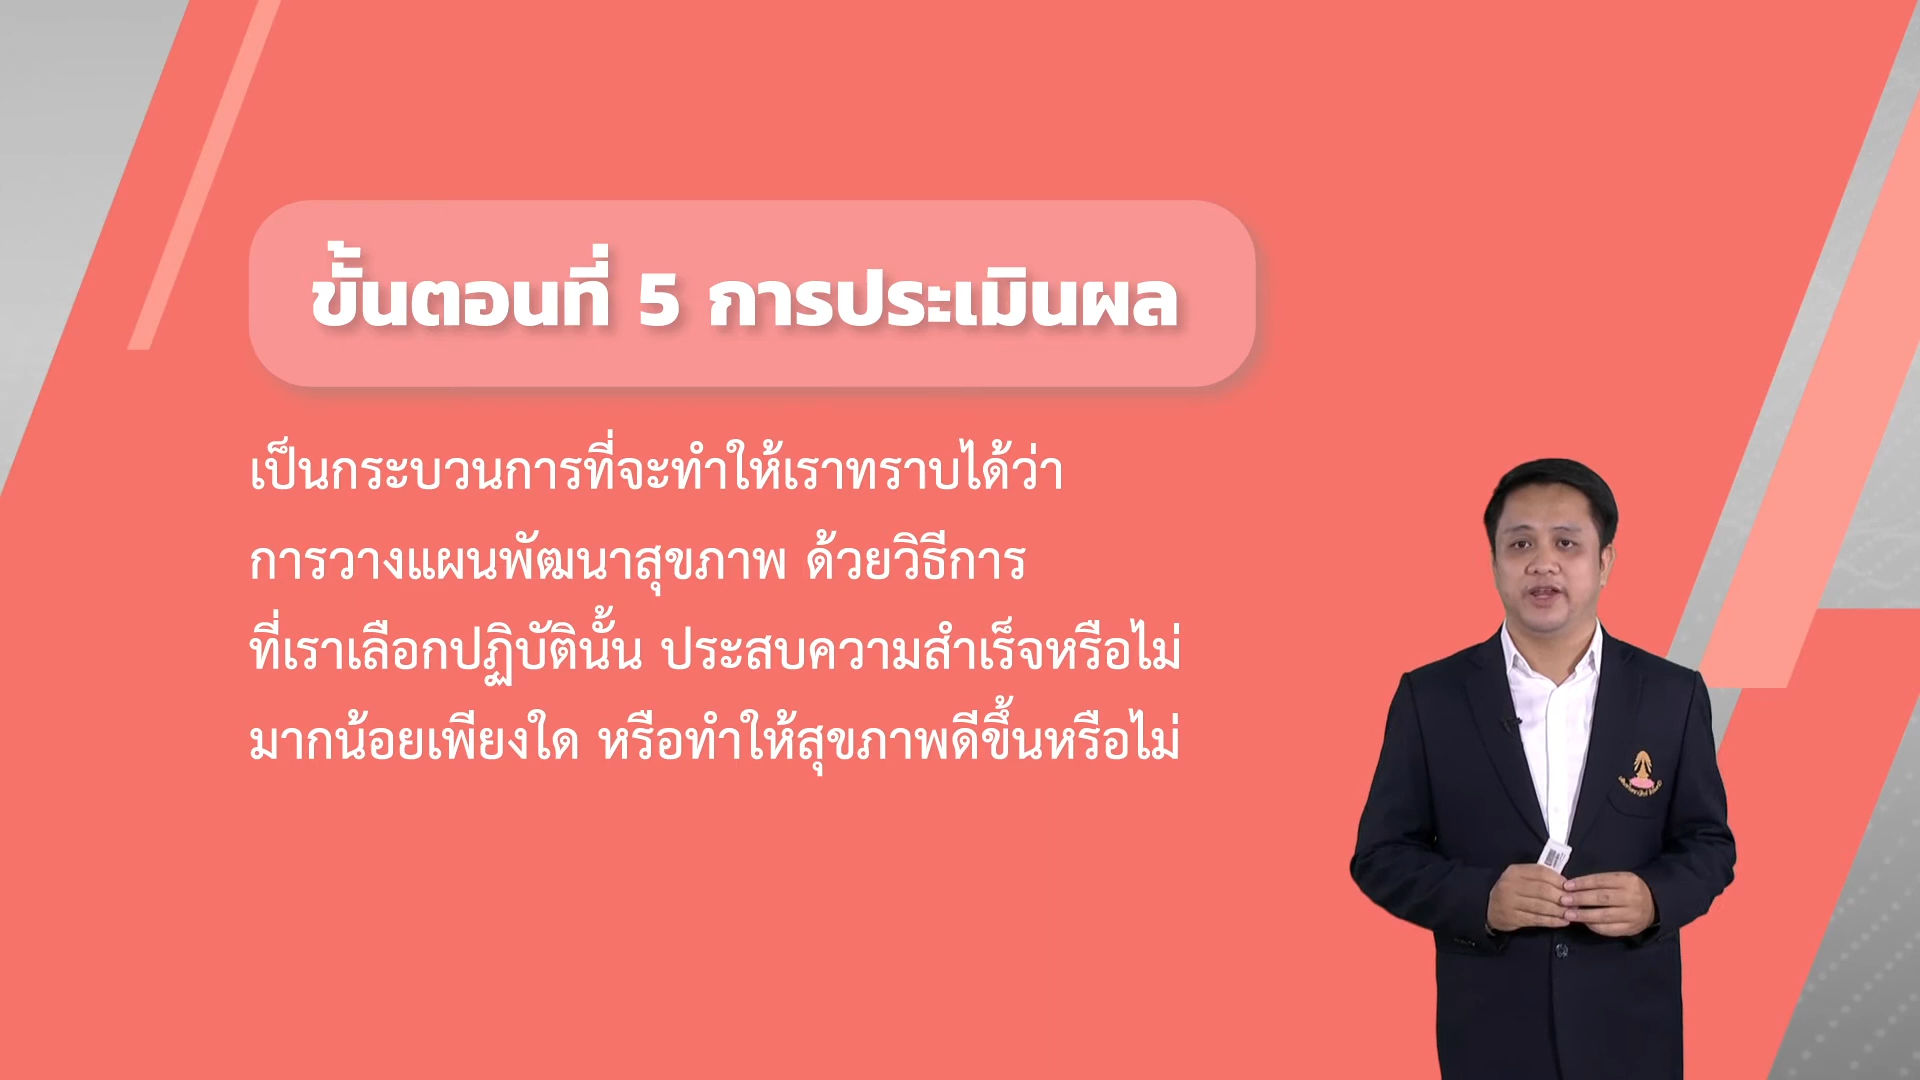 ขั้นตอนที่ 5 การประเมินผล
เป็นกระบวนการที่จะทำให้เราทราบได้ว่า
การวางแผนพัฒนาสุขภาพ ด้วยวิธีการ
ที่เราเลือกปฏิบัตินั้น ประสบความสำเร็จหรือไม่
มากน้อยเพียงใด หรือทำให้สุขภาพดีขึ้นหรือไม่